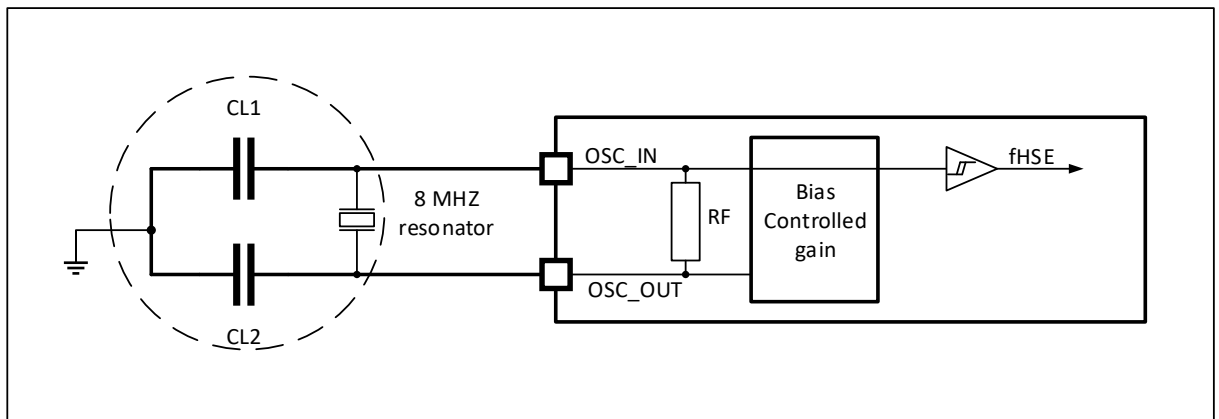 CL1
OSC_IN
fHSE
8 MHZ
resonator
RF
Bias
Controlled
gain
OSC_OUT
CL2